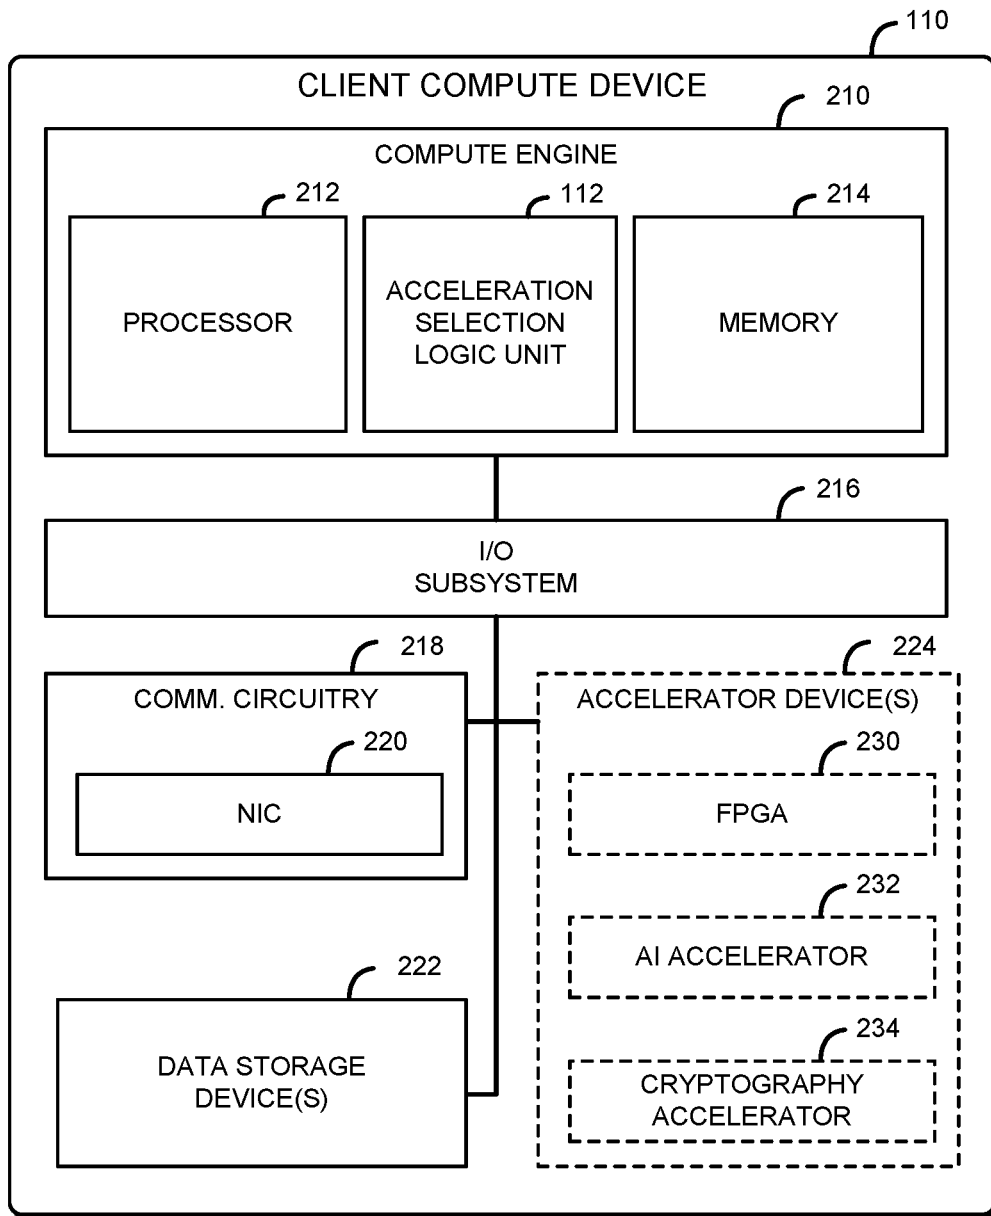 110
CLIENT COMPUTE DEVICE
210
COMPUTE ENGINE
212
112
214
PROCESSOR
ACCELERATION
SELECTION
LOGIC UNIT
MEMORY
216
I/O
SUBSYSTEM
218
COMM. CIRCUITRY
220
NIC
222
DATA STORAGE
DEVICE(S)
224
ACCELERATOR DEVICE(S)
230
FPGA
232
AI ACCELERATOR
234
CRYPTOGRAPHY
ACCELERATOR